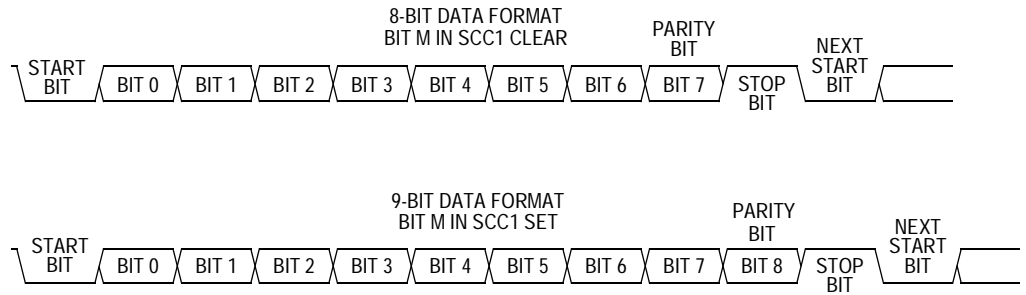 8-BIT DATA FORMAT
BIT M IN SCC1 CLEAR
PARITY
BIT
START
BIT
BIT 0
BIT 1
BIT 2
BIT 3
BIT 4
BIT 5
BIT 6
BIT 7
STOP
BIT
NEXT
START
BIT
9-BIT DATA FORMAT
BIT M IN SCC1 SET
PARITY
BIT
START
BIT
BIT 0
BIT 1
BIT 2
BIT 3
BIT 4
BIT 5
BIT 6
BIT 7
BIT 8
STOP
BIT
NEXT
START
BIT